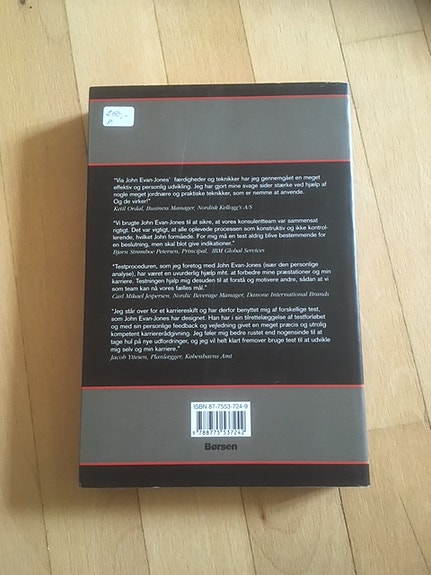 200,-
"Via John Evan-Jones' færdigheder og teknikker har jeg gennemgået en meget
effektiv og personlig udvikling. Jeg har gjort mine svage sider stærke ved hjælp af
nogle meget jordnære og praktiske teknikker, som er nemme at anvende.
Og de virker!"
Ketil Ordal, Business Manager, Nordisk Kellogg's A/S
"Vi brugte John Evan-Jones til at sikre, at vores konsulentteam var sammensat
rigtigt. Det var vigtigt, at alle oplevede processen som konstruktiv og ikke kontrol-
lerende, hvilket John formåede. For mig må en test aldrig blive bestemmende for
en beslutning, men skal blot give indikationer."
Bjørn Strømboe Petersen, Principal, IBM Global Services
"Testproceduren, som jeg foretog med John Evan-Jones (især den personlige
analyse), har været en uvurderlig hjælp mht. at forbedre mine præstationer og min
karriere. Testningen hjalp mig desuden til at forstå og motivere andre, sådan at vi
som team kan nå vores fælles mål."
Carl Mikael Jespersen, Nordic Beverage Manager, Danone International Brands
"Jeg står over for et karriereskift og har derfor benyttet mig af forskellige test,
som John Evan-Jones har designet. Han har i sin tilrettelæggelse af testforløbet
og med sin personlige feedback og vejledning givet en meget præcis og utrolig
kompetent karriererådgivning. Jeg føler mig bedre rustet end nogensinde til at
tage hul på nye udfordringer, og jeg vil helt klart fremover bruge test til at udvikle
mig selv og min karriere."
Jacob Ytiesen, Planlægger, Københavns Amt
ISBN 87-7553-724-9
9 788775 537242
Børsen